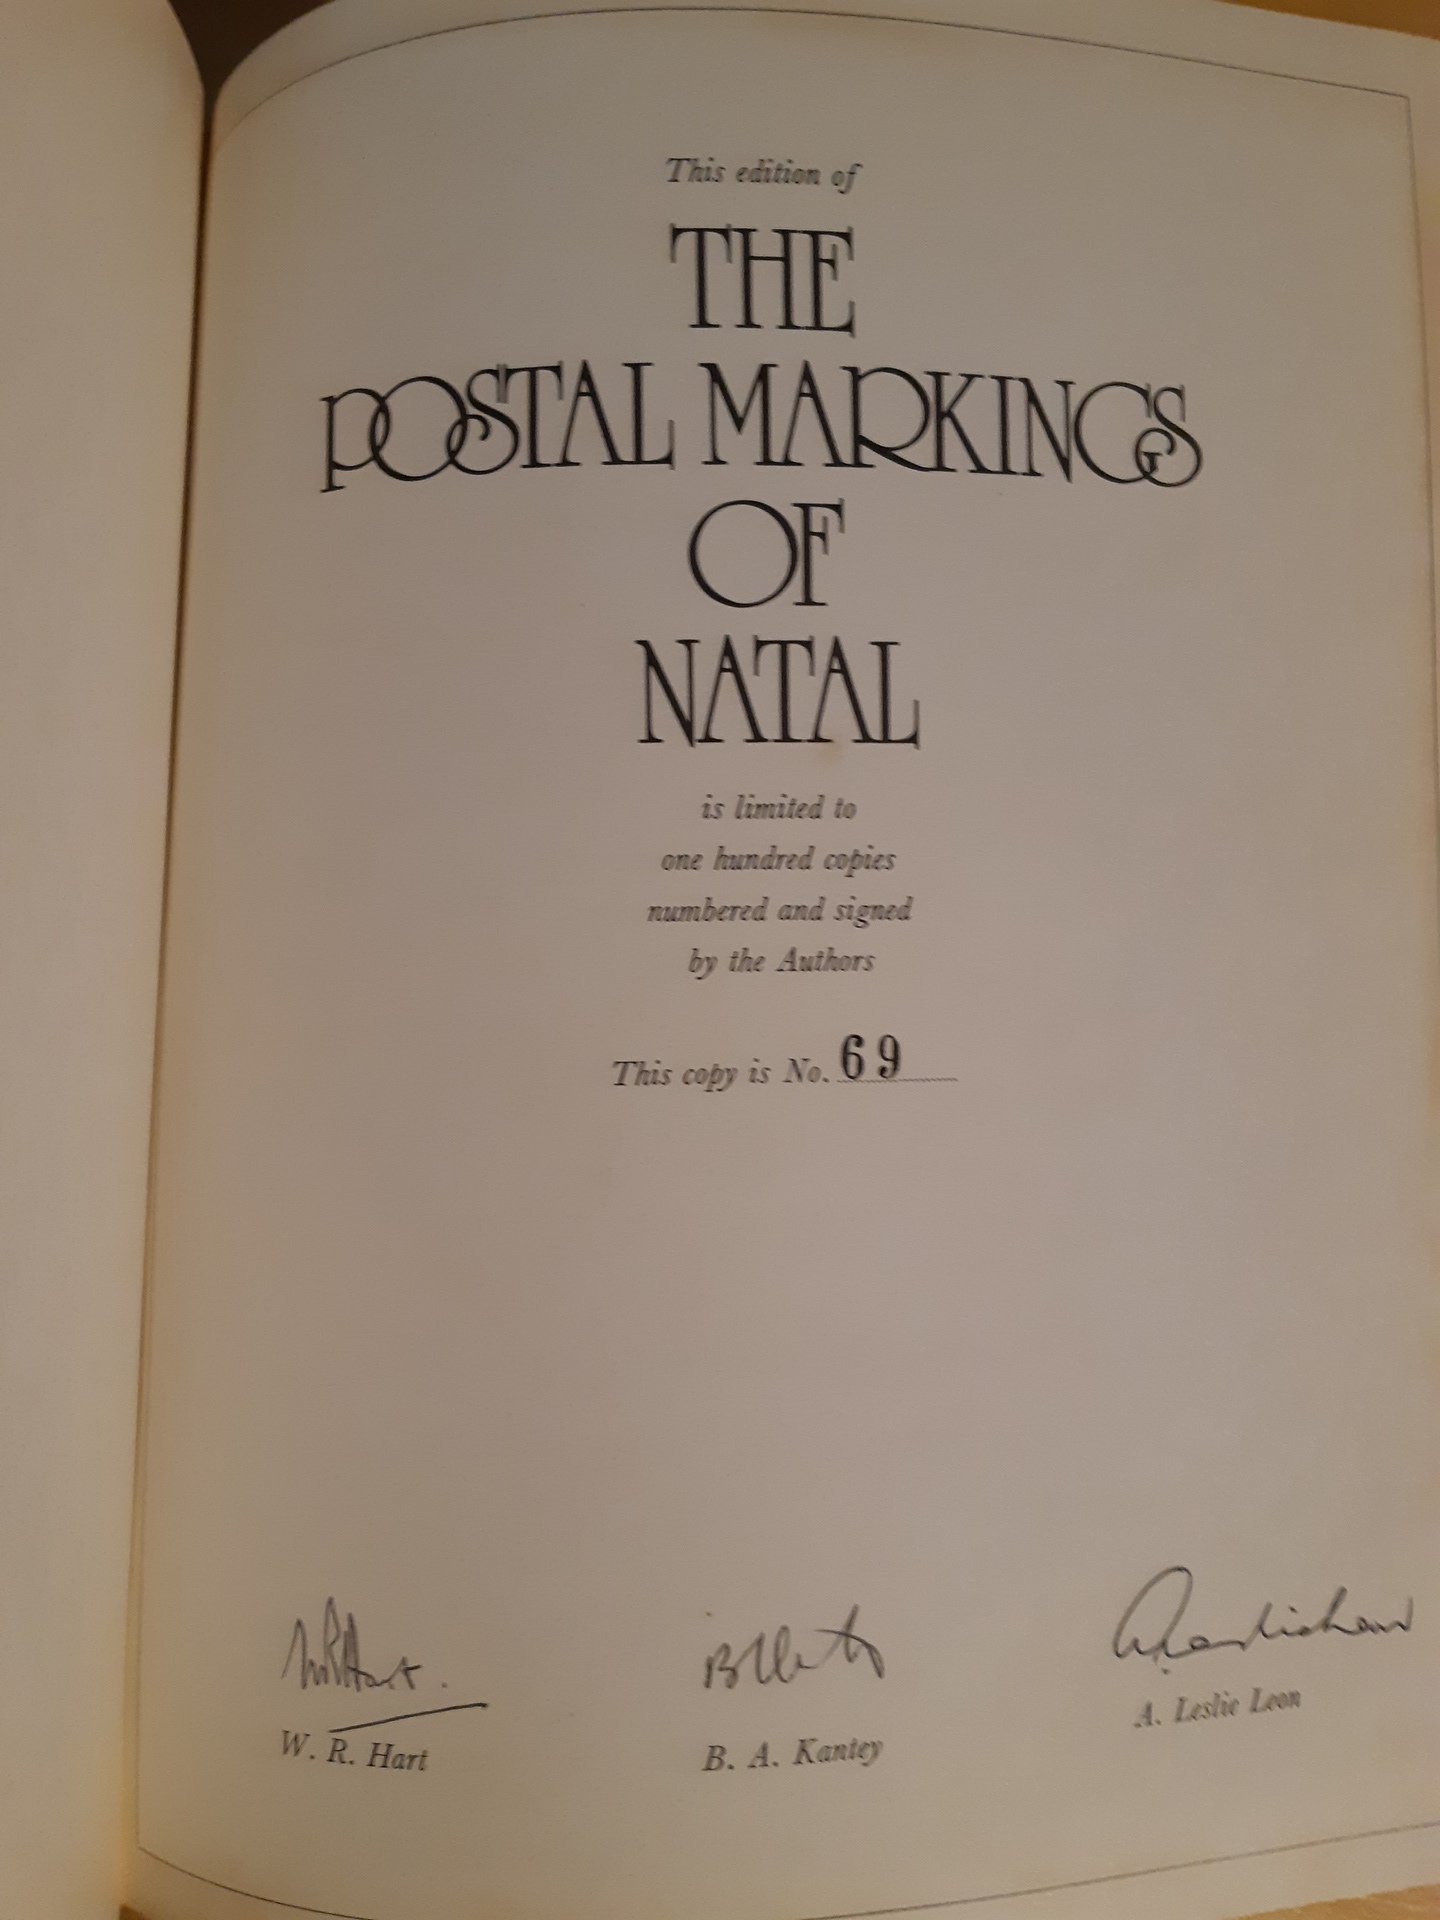 This edition of
THE
POSTAL MARKINGS
OF
NATAL
is limited to
one hundred copies
numbered and signed
by the Authors
This copy is No. 69
WRHart.
W. R. Hart
B. A. Kantey
A. Leslie Leon